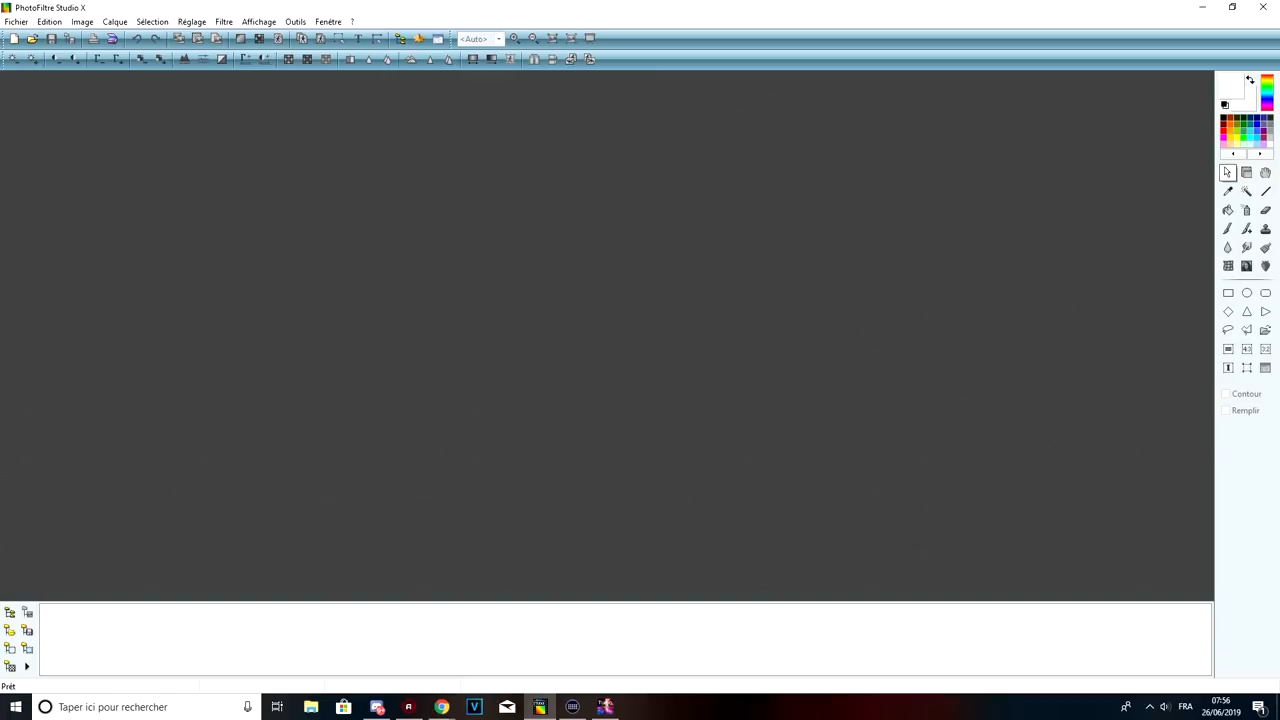 PhotoFiltre Studio X
Fichier Edition Image Calque Sélection Réglage Filtre Affichage Outils Fenêtre ?
<Auto>
Contour
Remplir
Prêt
Taper ici pour rechercher
FRA
07:56
26/06/2019